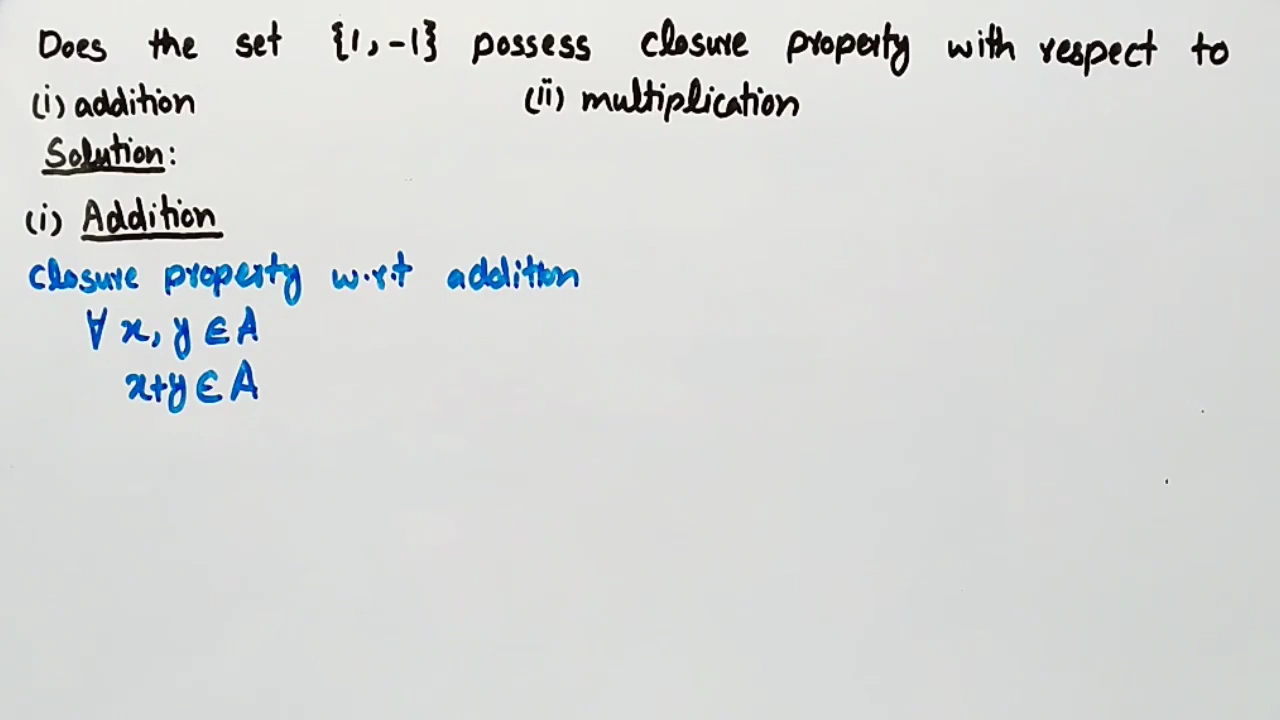 Does the set {1, -1} possess closure property with respect to
(i) addition (ii) multiplication
Solution:
(i) Addition
closure property w.r.t addition
∀ x, y ∈ A
x+y ∈ A